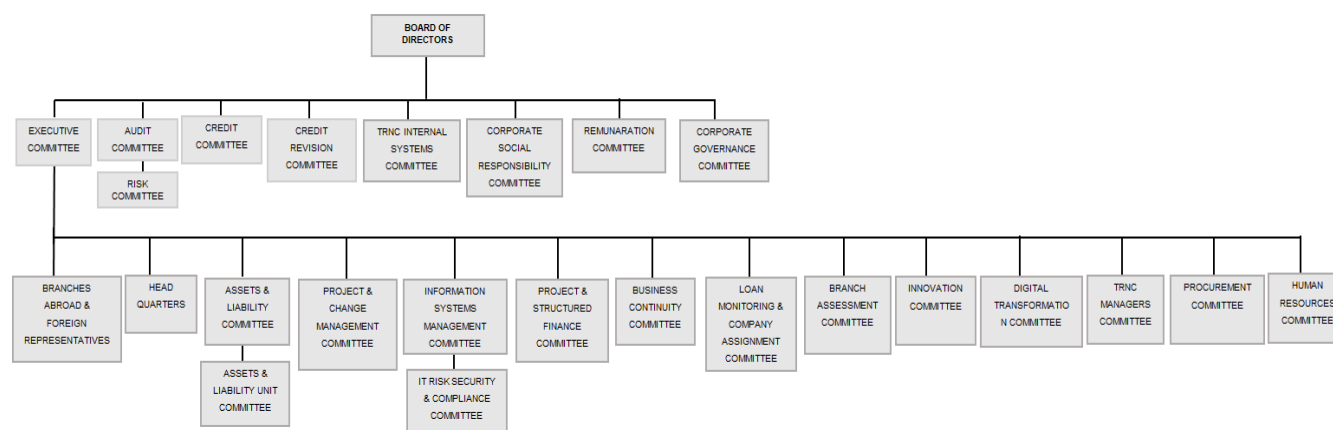 BOARD OF
DIRECTORS
EXECUTIVE
COMMITTEE
AUDIT
COMMITTEE
RISK
COMMITTEE
CREDIT
COMMITTEE
CREDIT
REVISION
COMMITTEE
TRNC INTERNAL
SYSTEMS
COMMITTEE
CORPORATE
SOCIAL
RESPONSIBILITY
COMMITTEE
REMUNARATION
COMMITTEE
CORPORATE
GOVERNANCE
COMMITTEE
BRANCHES
ABROAD &
FOREIGN
REPRESENTATIVES
HEAD
QUARTERS
ASSETS &
LIABILITY
COMMITTEE
ASSETS &
LIABILITY UNIT
COMMITTEE
PROJECT &
CHANGE
MANAGEMENT
COMMITTEE
INFORMATION
SYSTEMS
MANAGEMENT
COMMITTEE
IT RISK SECURITY
& COMPLIANCE
COMMITTEE
PROJECT &
STRUCTURED
FINANCE
COMMITTEE
BUSINESS
CONTINUITY
COMMITTEE
LOAN
MONITORING &
COMPANY
ASSIGNMENT
COMMITTEE
BRANCH
ASSESSMENT
COMMITTEE
INNOVATION
COMMITTEE
DIGITAL
TRANSFORMATIO
N COMMITTEE
TRNC
MANAGERS
COMMITTEE
PROCUREMENT
COMMITTEE
HUMAN
RESOURCES
COMMITTEE